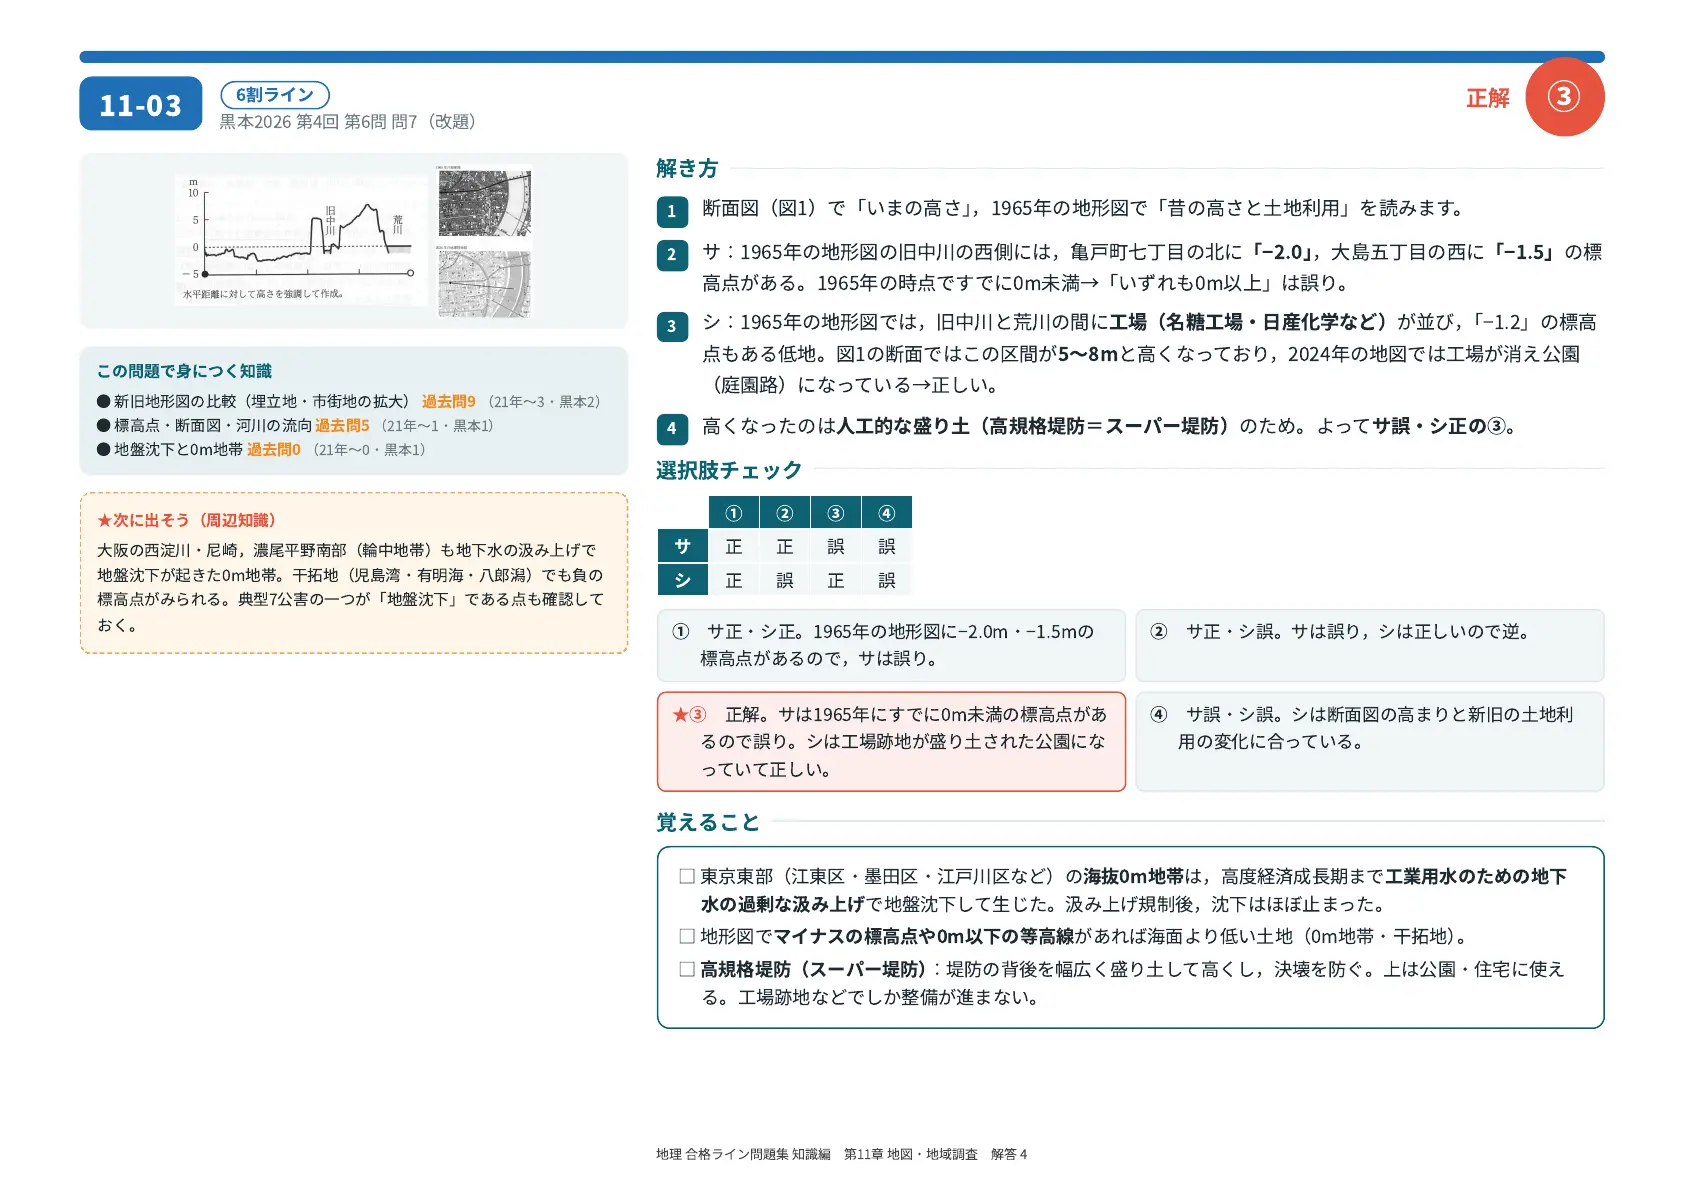 11-03
6割ライン
黒本2026 第4回 第6問 問7（改題）
正解 ③
m
10
5
0
−5
旧中川
荒川
水平距離に対して高さを強調して作成。
この問題で身につく知識
●新旧地形図の比較（埋立地・市街地の拡大） 過去問9 （21年〜3・黒本2）
●標高点・断面図・河川の流向 過去問5 （21年〜1・黒本1）
●地盤沈下と0m地帯 過去問0 （21年〜0・黒本1）
★次に出そう（周辺知識）
大阪の西淀川・尼崎，濃尾平野南部（輪中地帯）も地下水の汲み上げで
地盤沈下が起きた0m地帯。干拓地（児島湾・有明海・八郎潟）でも負の
標高点がみられる。典型7公害の一つが「地盤沈下」である点も確認して
おく。
解き方
1 断面図（図1）で「いまの高さ」，1965年の地形図で「昔の高さと土地利用」を読みます。
2 サ：1965年の地形図の旧中川の西側には，亀戸町七丁目の北に「−2.0」，大島五丁目の西に「−1.5」の標
高点がある。1965年の時点ですでに0m未満→「いずれも0m以上」は誤り。
3 シ：1965年の地形図では，旧中川と荒川の間に工場（名糖工場・日産化学など）が並び，「−1.2」の標高
点もある低地。図1の断面ではこの区間が5〜8mと高くなっており，2024年の地図では工場が消え公園
（庭園路）になっている→正しい。
4 高くなったのは人工的な盛り土（高規格堤防＝スーパー堤防）のため。よってサ誤・シ正の③。
選択肢チェック
① ② ③ ④
サ 正 正 誤 誤
シ 正 誤 正 誤
① サ正・シ正。1965年の地形図に−2.0m・−1.5mの
標高点があるので，サは誤り。
② サ正・シ誤。サは誤り，シは正しいので逆。
★③ 正解。サは1965年にすでに0m未満の標高点があ
るので誤り。シは工場跡地が盛り土された公園にな
っていて正しい。
④ サ誤・シ誤。シは断面図の高まりと新旧の土地利
用の変化に合っている。
覚えること
□ 東京東部（江東区・墨田区・江戸川区など）の海抜0m地帯は，高度経済成長期まで工業用水のための地下
水の過剰な汲み上げで地盤沈下して生じた。汲み上げ規制後，沈下はほぼ止まった。
□ 地形図でマイナスの標高点や0m以下の等高線があれば海面より低い土地（0m地帯・干拓地）。
□ 高規格堤防（スーパー堤防）：堤防の背後を幅広く盛り土して高くし，決壊を防ぐ。上は公園・住宅に使え
る。工場跡地などでしか整備が進まない。
地理 合格ライン問題集 知識編 第11章 地図・地域調査 解答 4